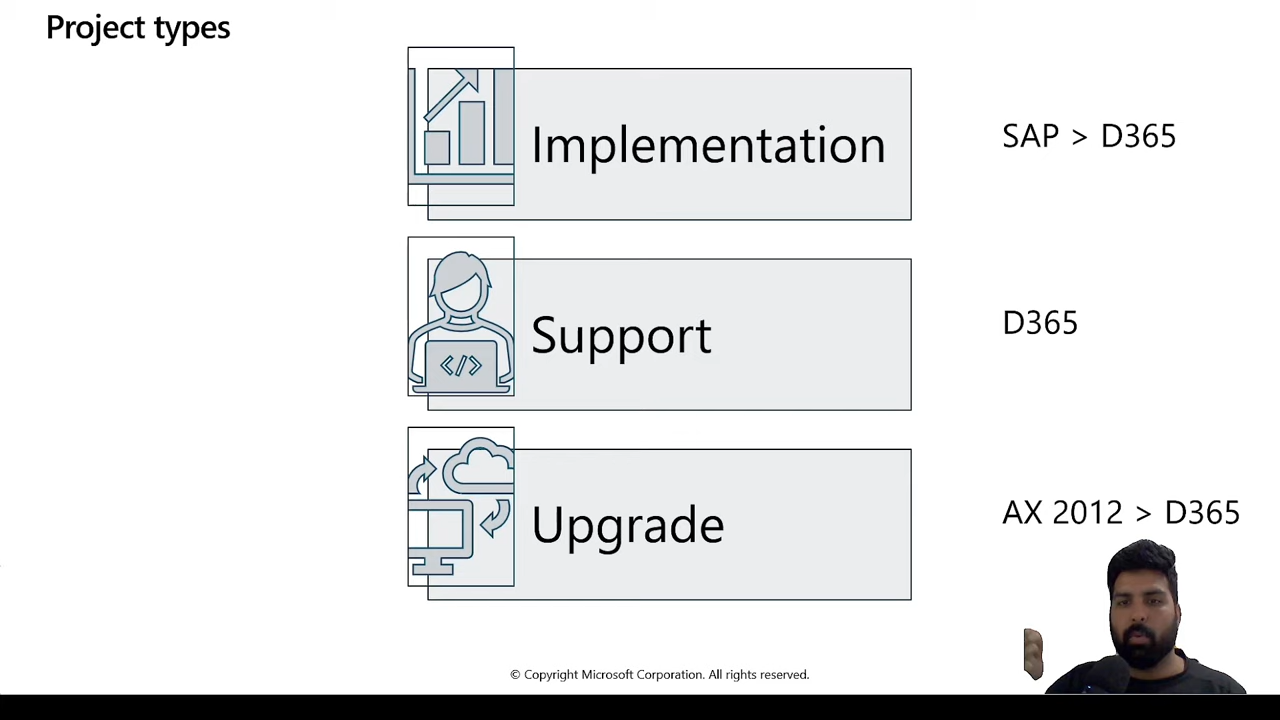 Project types
Implementation
SAP > D365
Support
</>
D365
Upgrade
AX 2012 > D365
© Copyright Microsoft Corporation. All rights reserved.